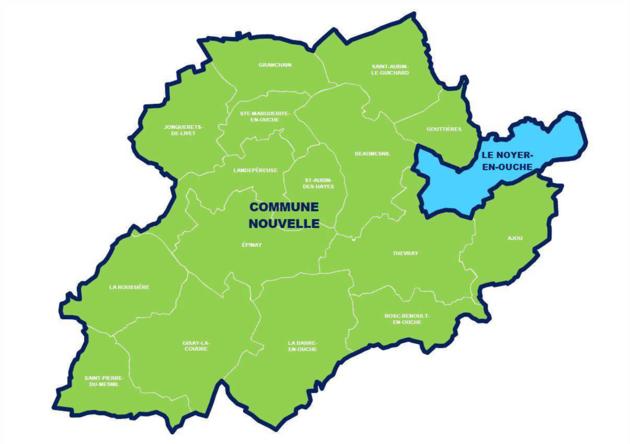 GRANCHAIN
SAINT-AUBIN-
LE-GUICHARD
STE-MARGUERITE-
EN-OUCHE
JONQUERETS-
DE-LIVET
GOUTTIÈRES
BEAUMESNIL
LE NOYER-
EN-OUCHE
LANDEPÉREUSE
ST-AUBIN-
DES-HAYES
COMMUNE
NOUVELLE
AJOU
ÉPINAY
THEVRAY
LA ROUSSIÈRE
BOSC-RENOULT-
EN-OUCHE
GISAY-LA-
COUDRE
LA BARRE-
EN-OUCHE
SAINT-PIERRE-
DU-MESNIL